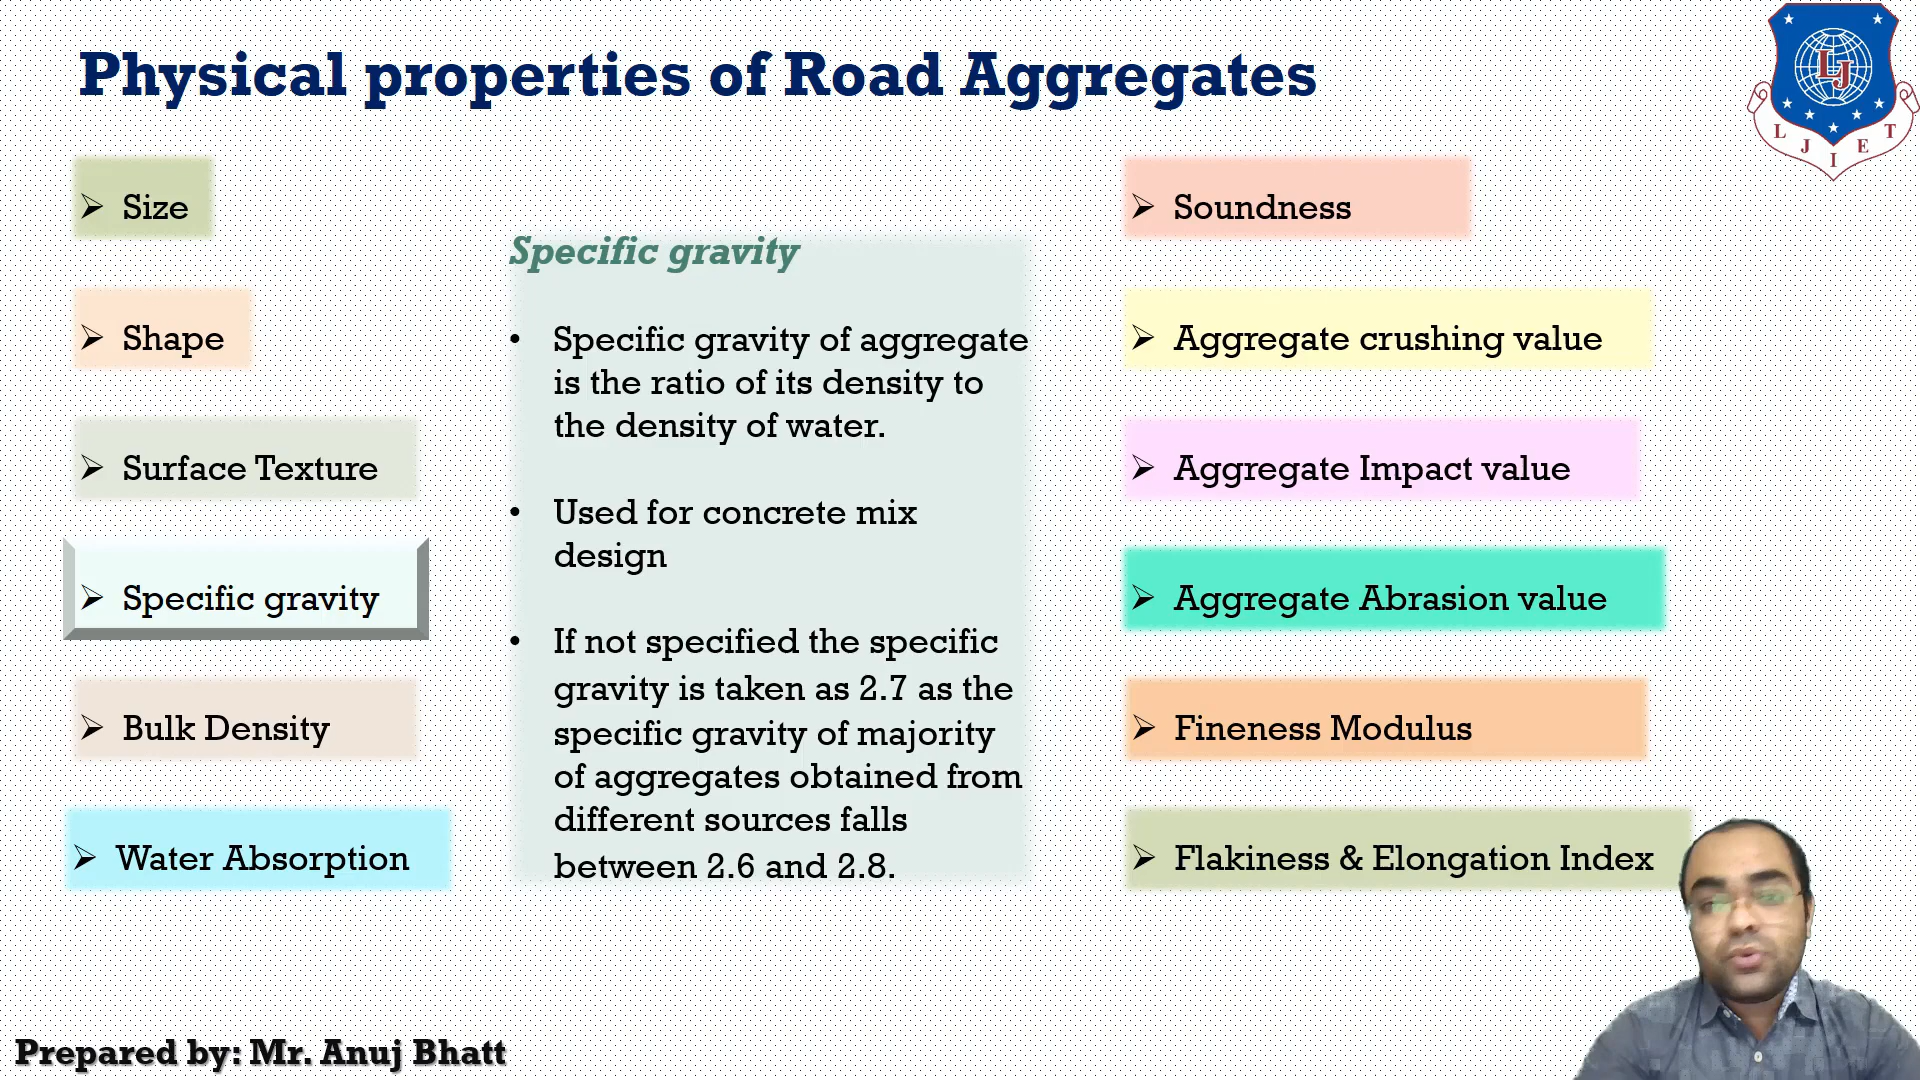 Physical properties of Road Aggregates
LJ
L J I E T
➢ Size
➢ Shape
➢ Surface Texture
➢ Specific gravity
➢ Bulk Density
➢ Water Absorption
Specific gravity
• Specific gravity of aggregate
is the ratio of its density to
the density of water.
• Used for concrete mix
design
• If not specified the specific
gravity is taken as 2.7 as the
specific gravity of majority
of aggregates obtained from
different sources falls
between 2.6 and 2.8.
➢ Soundness
➢ Aggregate crushing value
➢ Aggregate Impact value
➢ Aggregate Abrasion value
➢ Fineness Modulus
➢ Flakiness & Elongation Index
Prepared by: Mr. Anuj Bhatt